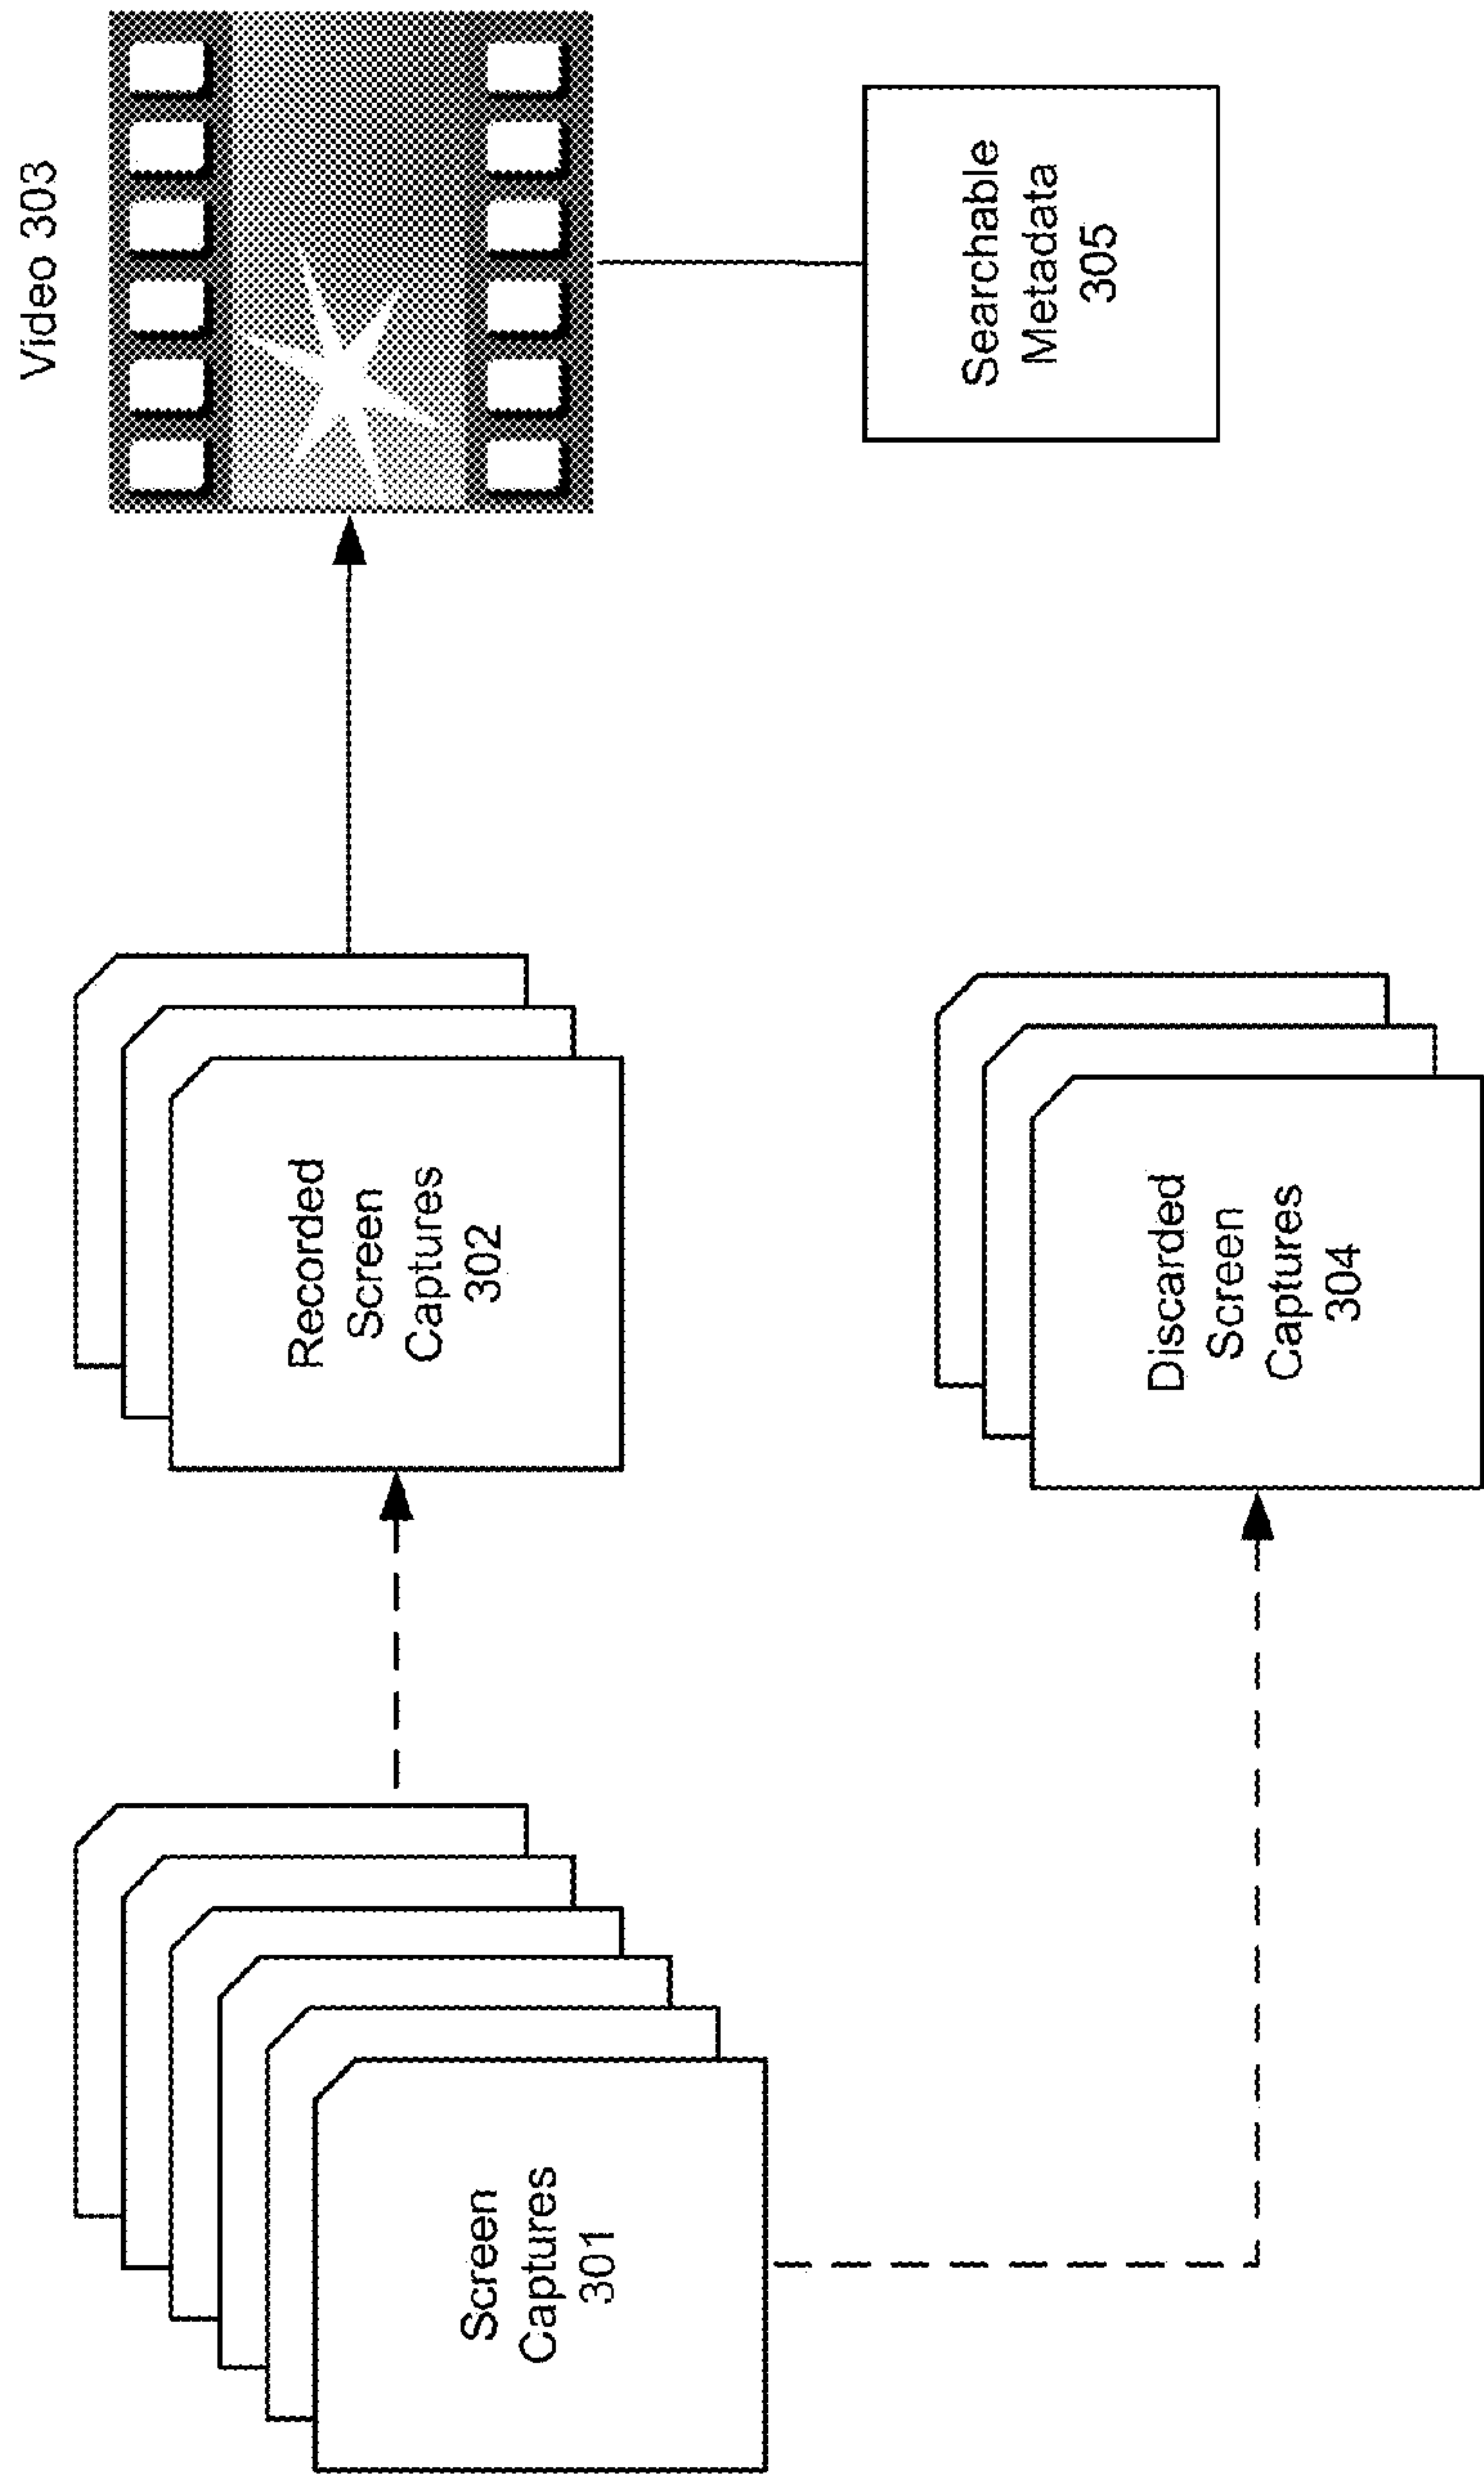 Screen
Captures
301
Recorded
Screen
Captures
302
Video 303
Discarded
Screen
Captures
304
Searchable
Metadata
305